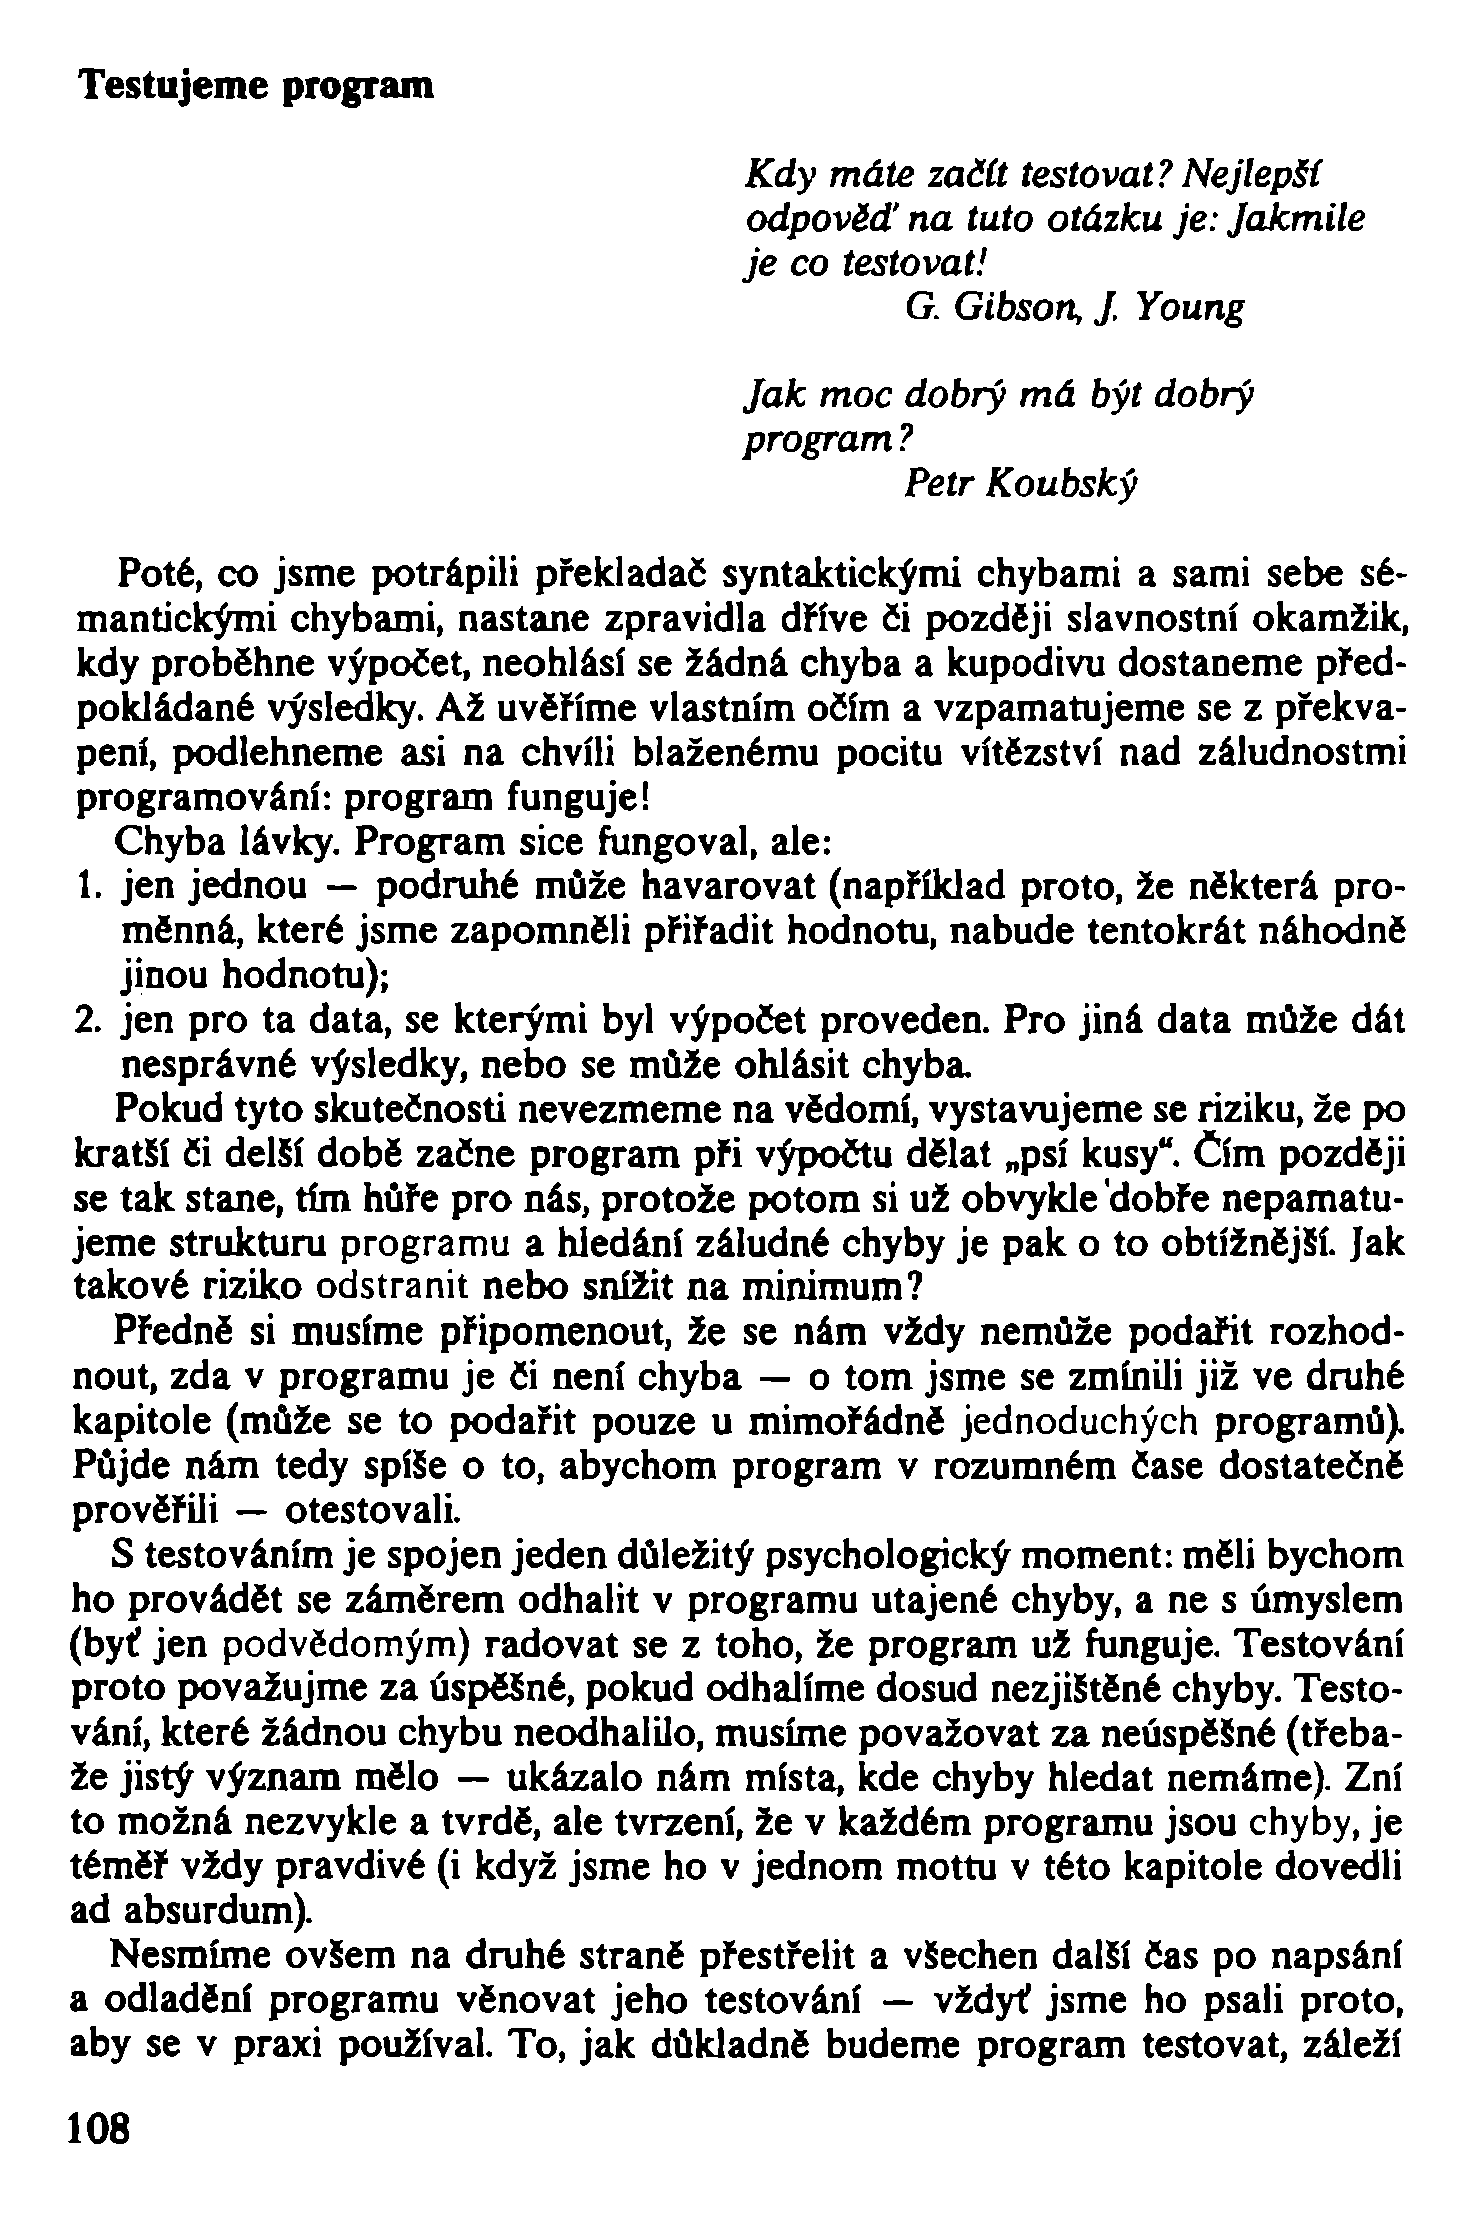 Testujeme program
Kdy máte začít testovat? Nejlepší
odpověď na tuto otázku je: Jakmile
je co testovat!
G. Gibson, J. Young
Jak moc dobrý má být dobrý
program?
Petr Koubský
Poté, co jsme potrápili překladač syntaktickými chybami a sami sebe sé-
mantickými chybami, nastane zpravidla dříve či později slavnostní okamžik,
kdy proběhne výpočet, neohlásí se žádná chyba a kupodivu dostaneme před-
pokládané výsledky. Až uvěříme vlastním očím a vzpamatujeme se z překva-
pení, podlehneme asi na chvíli blaženému pocitu vítězství nad záludnostmi
programování: program funguje!
Chyba lávky. Program sice fungoval, ale:
1. jen jednou — podruhé může havarovat (například proto, že některá pro-
měnná, které jsme zapomněli přiřadit hodnotu, nabude tentokrát náhodně
jinou hodnotu);
2. jen pro ta data, se kterými byl výpočet proveden. Pro jiná data může dát
nesprávné výsledky, nebo se může ohlásit chyba.
Pokud tyto skutečnosti nevezmeme na vědomí, vystavujeme se riziku, že po
kratší či delší době začne program při výpočtu dělat „psí kusy“. Čím později
se tak stane, tím hůře pro nás, protože potom si už obvykle dobře nepamatu-
jeme strukturu programu a hledání záludné chyby je pak o to obtížnější. Jak
takové riziko odstranit nebo snížit na minimum?
Předně si musíme připomenout, že se nám vždy nemůže podařit rozhod-
nout, zda v programu je či není chyba — o tom jsme se zmínili již ve druhé
kapitole (může se to podařit pouze u mimořádně jednoduchých programů).
Půjde nám tedy spíše o to, abychom program v rozumném čase dostatečně
prověřili — otestovali.
S testováním je spojen jeden důležitý psychologický moment: měli bychom
ho provádět se záměrem odhalit v programu utajené chyby, a ne s úmyslem
(byť jen podvědomým) radovat se z toho, že program už funguje. Testování
proto považujme za úspěšné, pokud odhalíme dosud nezjištěné chyby. Testo-
vání, které žádnou chybu neodhalilo, musíme považovat za neúspěšné (třeba-
že jistý význam mělo — ukázalo nám místa, kde chyby hledat nemáme). Zní
to možná nezvykle a tvrdě, ale tvrzení, že v každém programu jsou chyby, je
téměř vždy pravdivé (i když jsme ho v jednom mottu v této kapitole dovedli
ad absurdum).
Nesmíme ovšem na druhé straně přestřelit a všechen další čas po napsání
a odladění programu věnovat jeho testování — vždyť jsme ho psali proto,
aby se v praxi používal. To, jak důkladně budeme program testovat, záleží
108